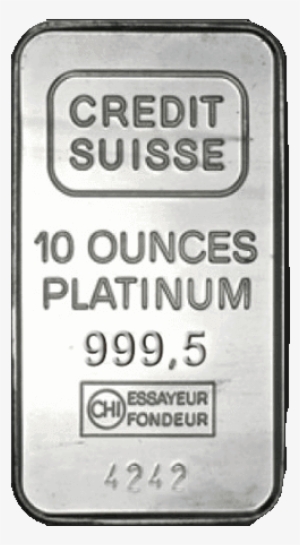 CREDIT
SUISSE
10 OUNCES
PLATINUM
999,5
CHI ESSAYEUR
FONDEUR
4242